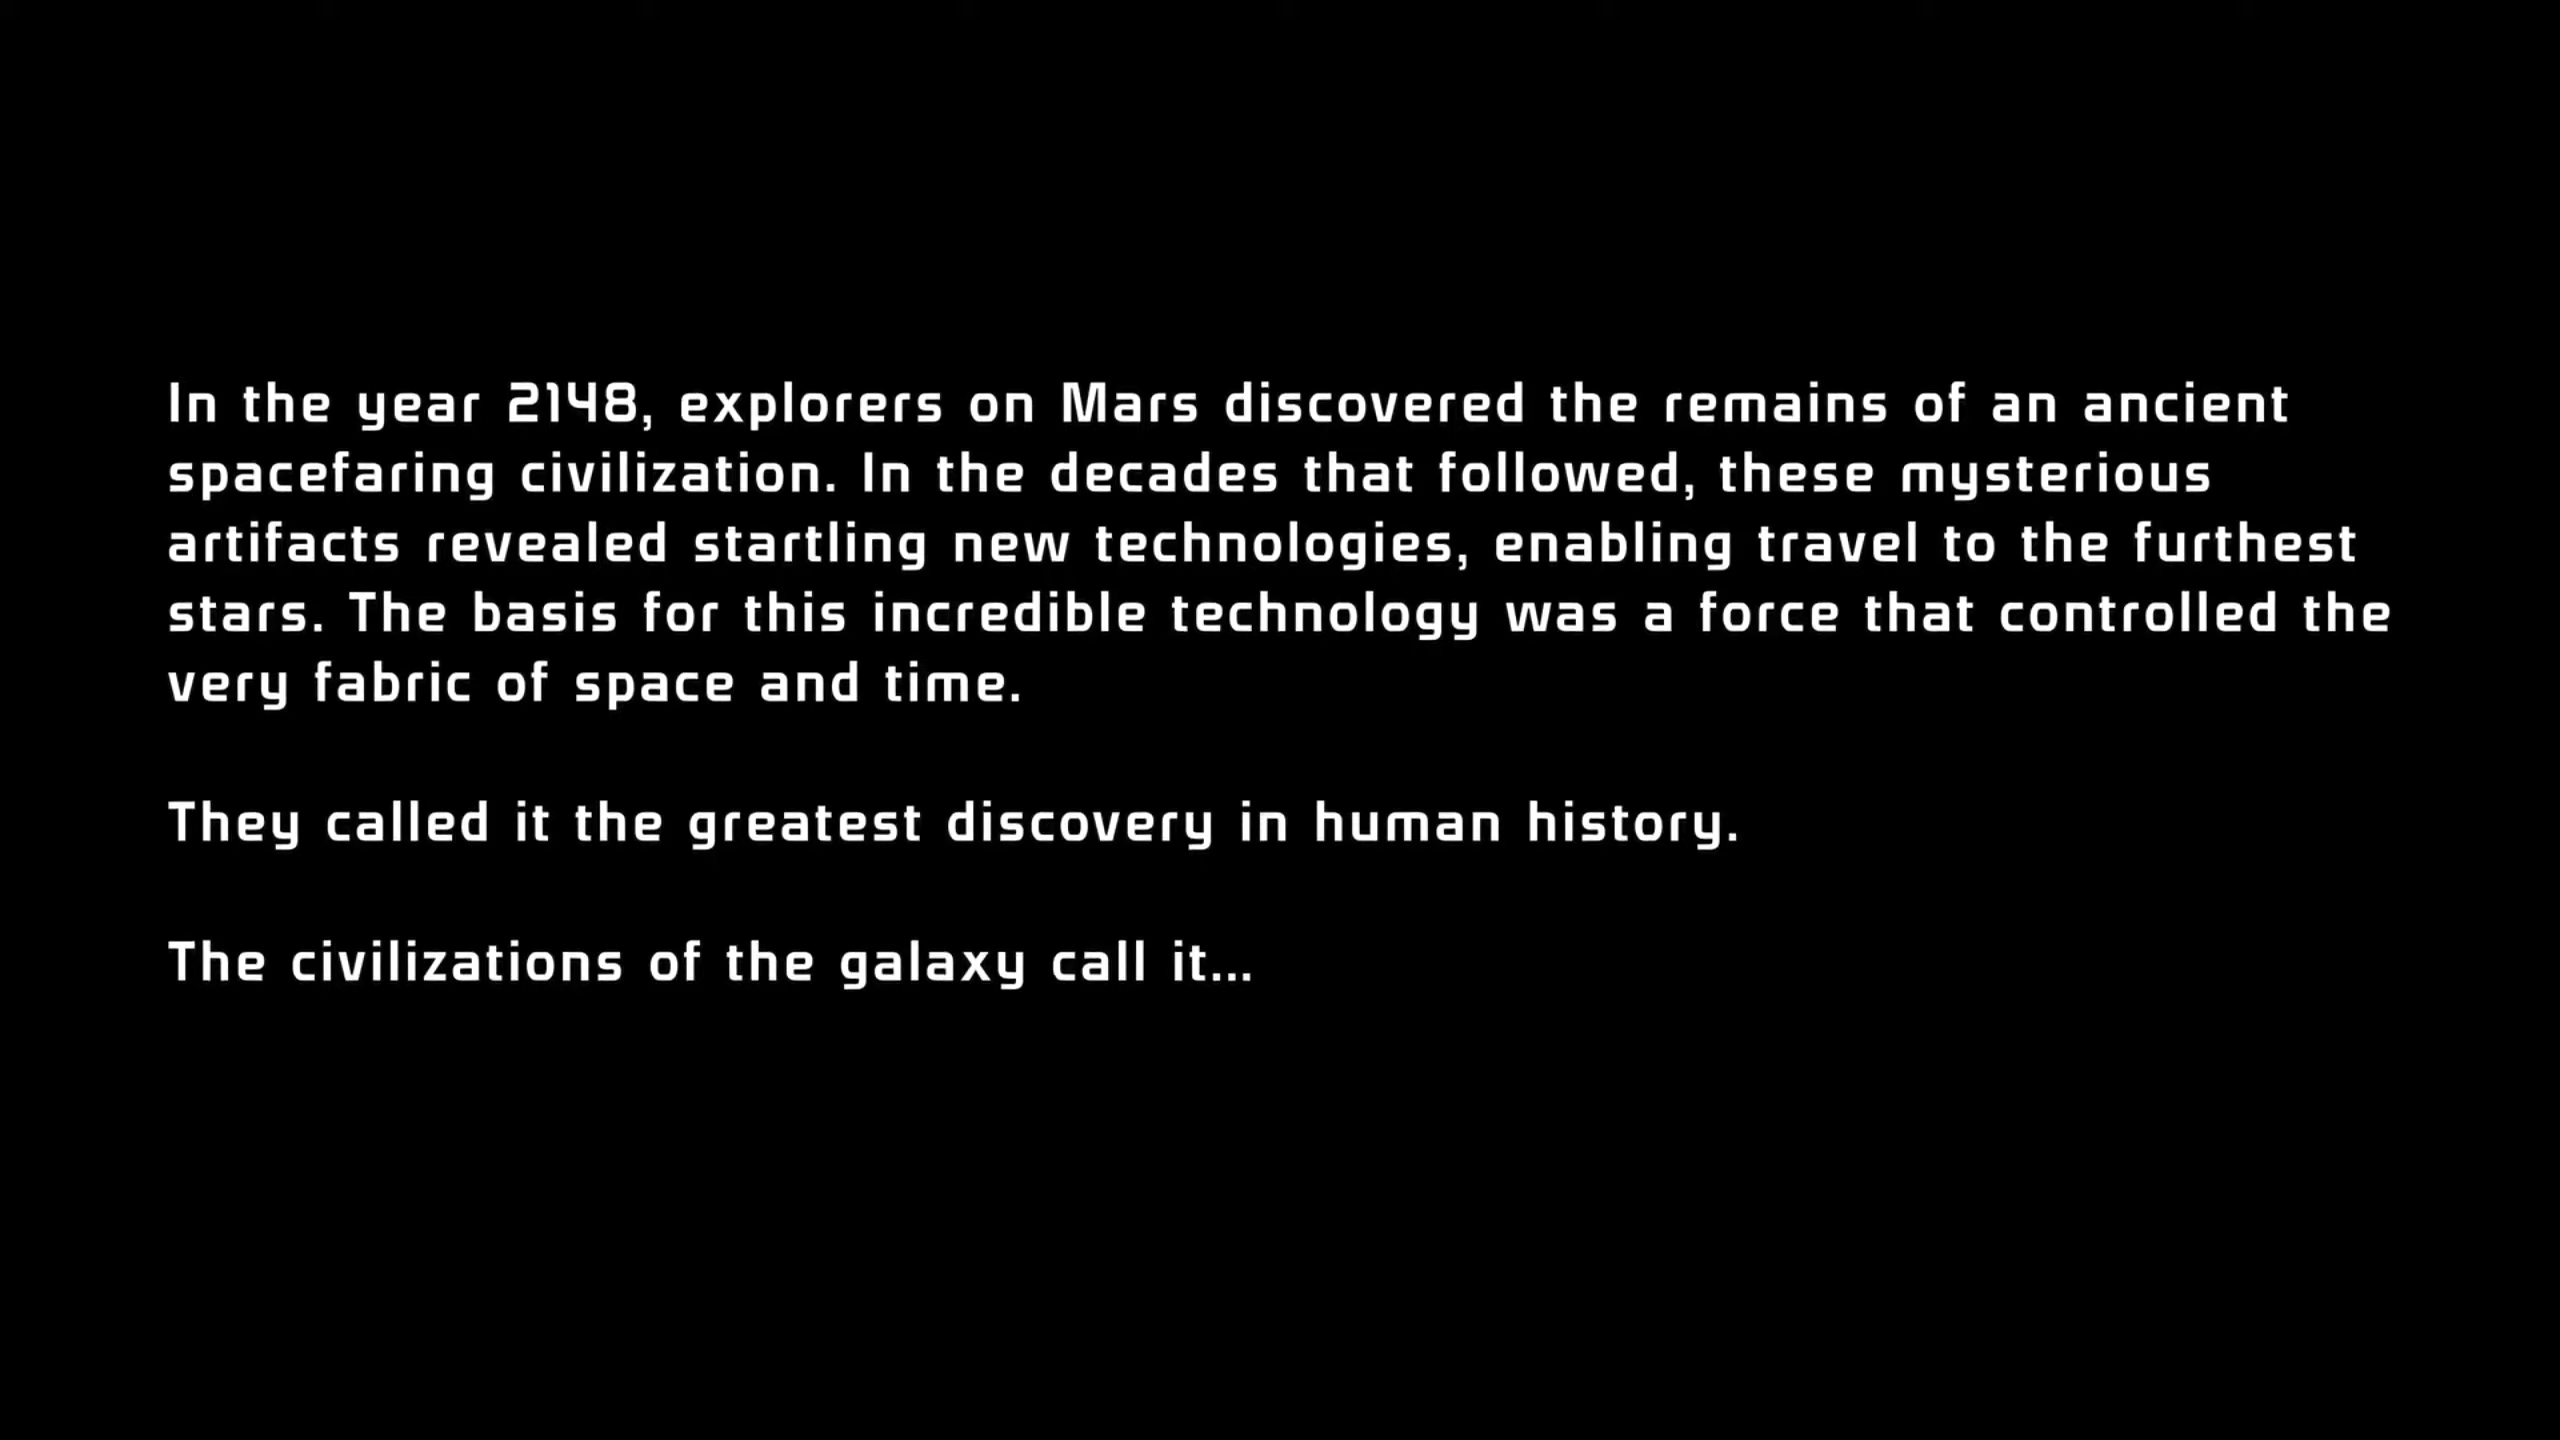 In the year 2148, explorers on Mars discovered the remains of an ancient
spacefaring civilization. In the decades that followed, these mysterious
artifacts revealed startling new technologies, enabling travel to the furthest
stars. The basis for this incredible technology was a force that controlled the
very fabric of space and time.
They called it the greatest discovery in human history.
The civilizations of the galaxy call it...